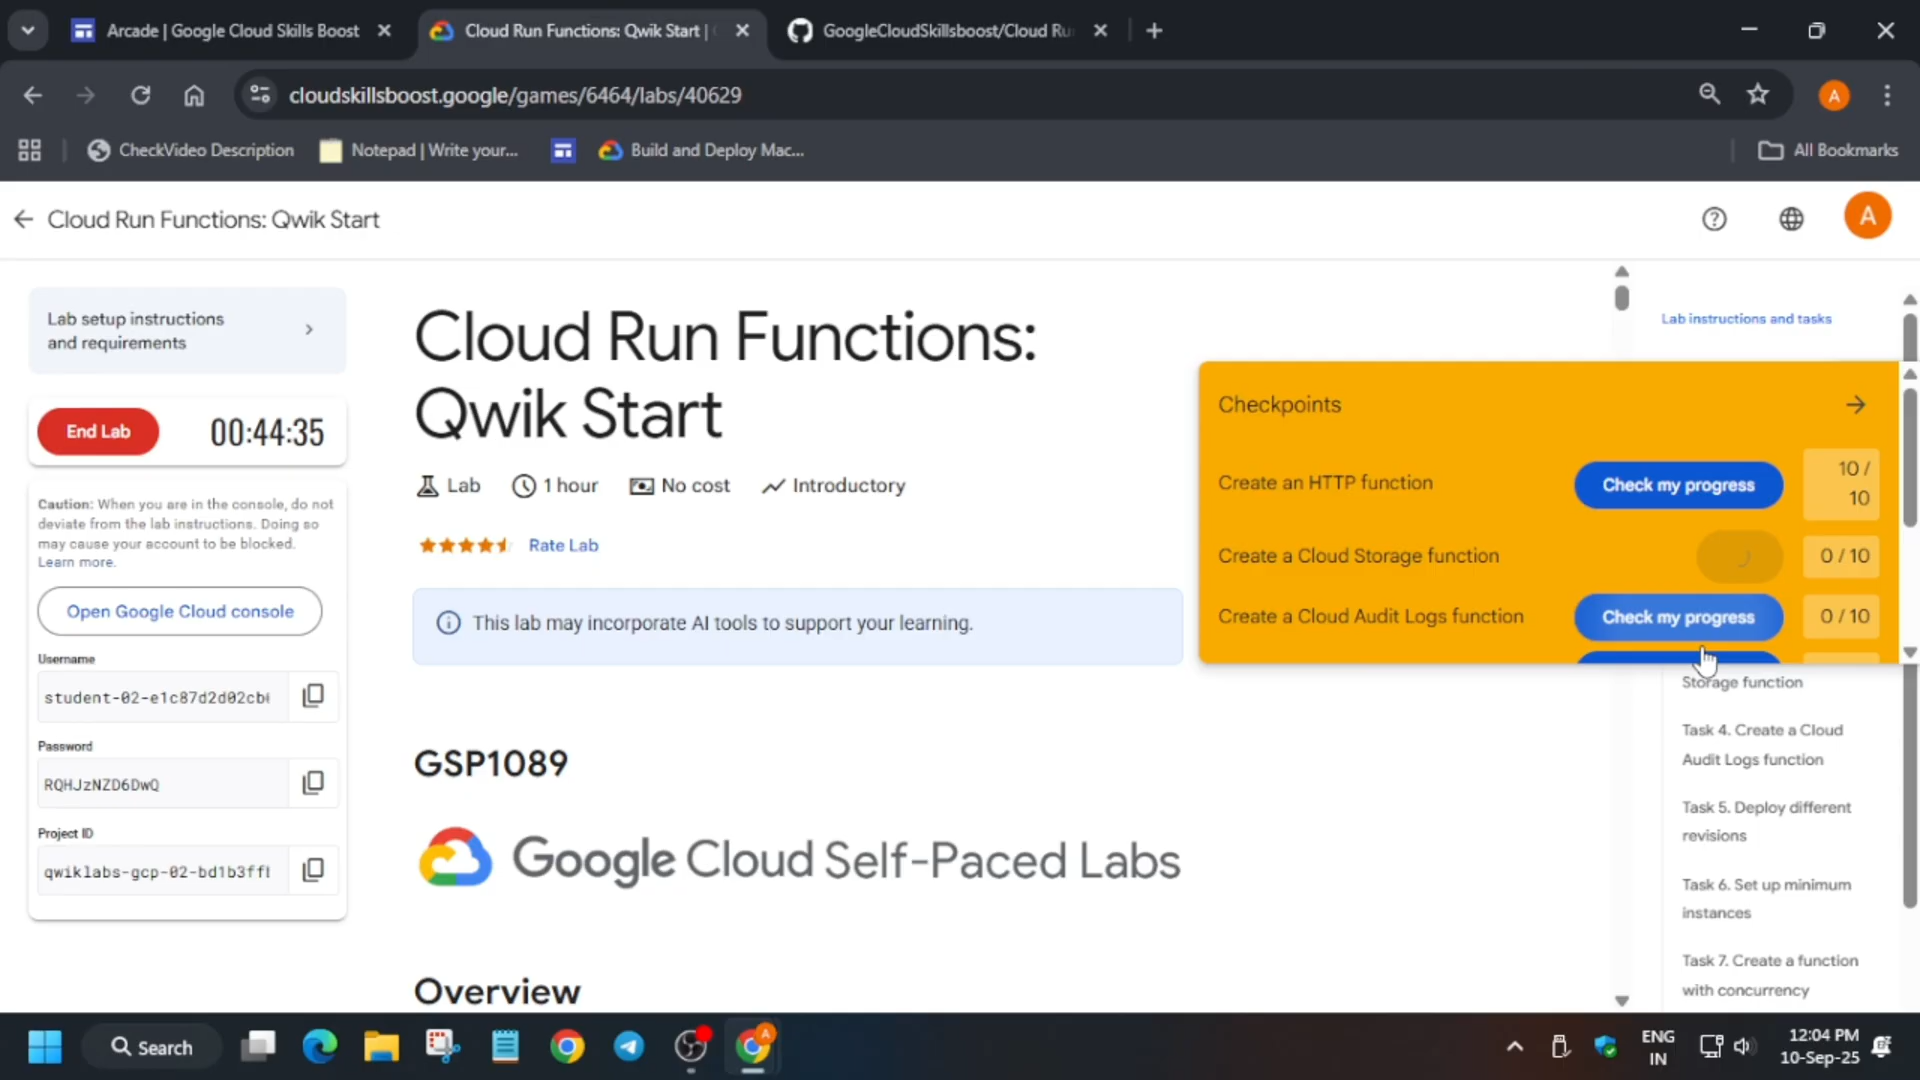 Arcade | Google Cloud Skills Boost
Cloud Run Functions: Qwik Start |
GoogleCloudSkillsboost/Cloud Ru
cloudskillsboost.google/games/6464/labs/40629
A
CheckVideo Description
Notepad | Write your...
Build and Deploy Mac...
All Bookmarks
Cloud Run Functions: Qwik Start
A
Lab setup instructions
and requirements
End Lab
00:44:35
Caution: When you are in the console, do not
deviate from the lab instructions. Doing so
may cause your account to be blocked.
Learn more.
Open Google Cloud console
Username
student-02-e1c87d2d02cb
Password
RQHJzNZD6DwQ
Project ID
qwiklabs-gcp-02-bd1b3ff
Cloud Run Functions:
Qwik Start
Lab
1 hour
No cost
Introductory
Rate Lab
This lab may incorporate AI tools to support your learning.
GSP1089
Google Cloud Self-Paced Labs
Overview
Lab instructions and tasks
Checkpoints
Create an HTTP function
Check my progress
10 /
10
Create a Cloud Storage function
0 / 10
Create a Cloud Audit Logs function
Check my progress
0 / 10
Storage function
Task 4. Create a Cloud
Audit Logs function
Task 5. Deploy different
revisions
Task 6. Set up minimum
instances
Task 7. Create a function
with concurrency
Search
A
ENG
IN
12:04 PM
10-Sep-25